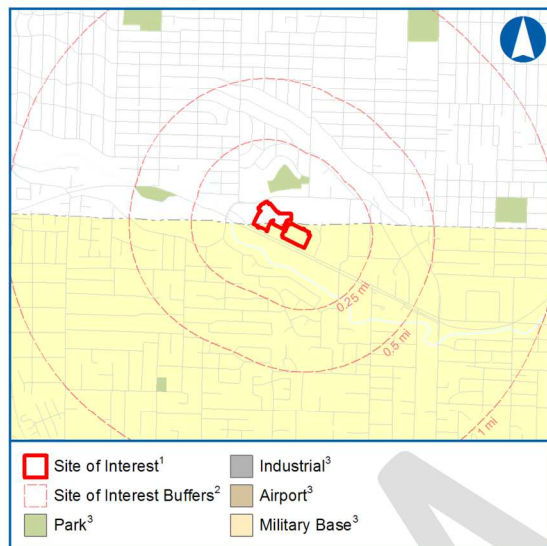 0.25 mi
0.5 mi
1 mi
Site of Interest¹
Industrial³
Site of Interest Buffers²
Airport³
Park³
Military Base³